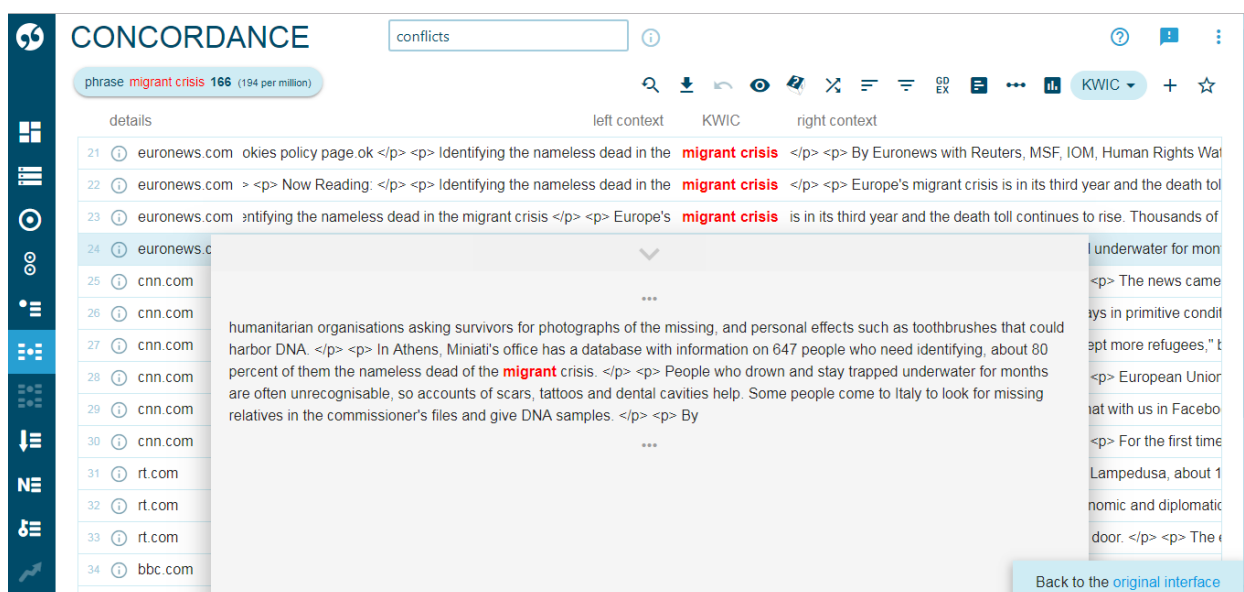 CONCORDANCE
conflicts
phrase migrant crisis 166 (194 per million)
GD EX
KWIC
details left context KWIC right context
21 euronews.com okies policy page.ok </p> <p> Identifying the nameless dead in the migrant crisis </p> <p> By Euronews with Reuters, MSF, IOM, Human Rights Wat
22 euronews.com > <p> Now Reading: </p> <p> Identifying the nameless dead in the migrant crisis </p> <p> Europe's migrant crisis is in its third year and the death tol
23 euronews.com entifying the nameless dead in the migrant crisis </p> <p> Europe's migrant crisis is in its third year and the death toll continues to rise. Thousands of
24 euronews.c underwater for mon
25 cnn.com <p> The news came
26 cnn.com ays in primitive condit
27 cnn.com ept more refugees," b
28 cnn.com <p> European Union
29 cnn.com hat with us in Facebo
30 cnn.com <p> For the first time
31 rt.com Lampedusa, about 1
32 rt.com nomic and diplomatic
33 rt.com door. </p> <p> The e
34 bbc.com
...
humanitarian organisations asking survivors for photographs of the missing, and personal effects such as toothbrushes that could
harbor DNA. </p> <p> In Athens, Miniati's office has a database with information on 647 people who need identifying, about 80
percent of them the nameless dead of the migrant crisis. </p> <p> People who drown and stay trapped underwater for months
are often unrecognisable, so accounts of scars, tattoos and dental cavities help. Some people come to Italy to look for missing
relatives in the commissioner's files and give DNA samples. </p> <p> By
...
Back to the original interface